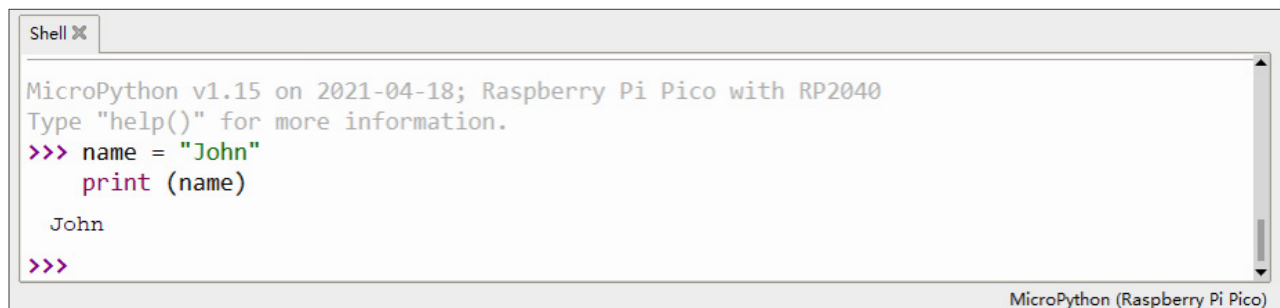 Shell
MicroPython v1.15 on 2021-04-18; Raspberry Pi Pico with RP2040
Type "help()" for more information.
>>> name = "John"
    print (name)
John
>>>
MicroPython (Raspberry Pi Pico)